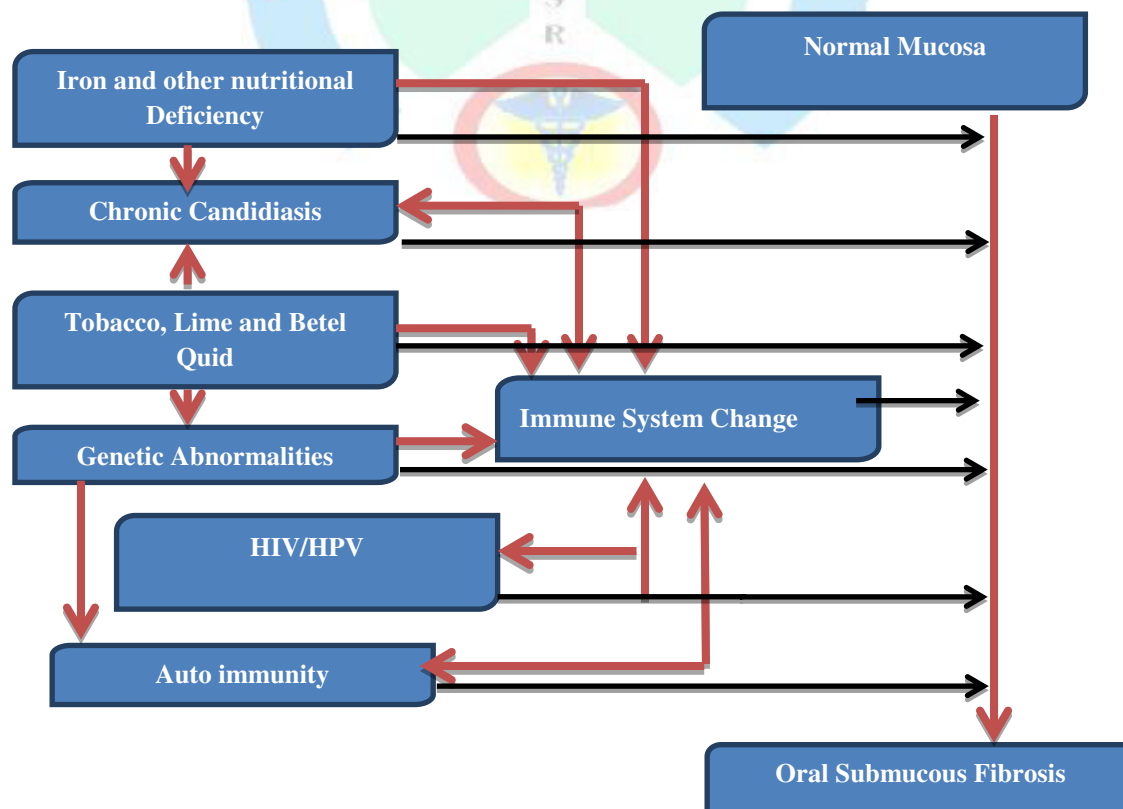 R
Normal Mucosa
Iron and other nutritional
Deficiency
Chronic Candidiasis
Tobacco, Lime and Betel
Quid
Immune System Change
Genetic Abnormalities
HIV/HPV
Auto immunity
Oral Submucous Fibrosis